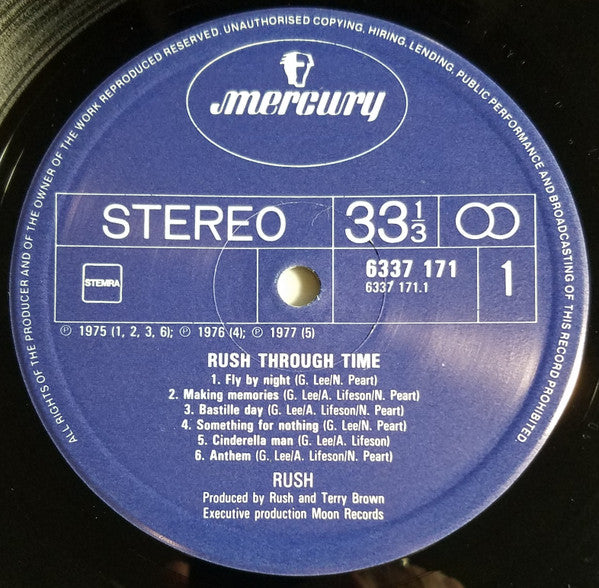 ALL RIGHTS OF THE PRODUCER AND OF THE OWNER OF THE WORK REPRODUCED RESERVED. UNAUTHORISED COPYING, HIRING, LENDING, PUBLIC PERFORMANCE AND BROADCASTING OF THIS RECORD PROHIBITED.
mercury
STEREO 33 1/3
STEMRA 6337 171 1
6337 171.1
℗ 1975 (1, 2, 3, 6); ℗ 1976 (4); ℗ 1977 (5)
RUSH THROUGH TIME
1. Fly by night (G. Lee/N. Peart)
2. Making memories (G. Lee/A. Lifeson/N. Peart)
3. Bastille day (G. Lee/A. Lifeson/N. Peart)
4. Something for nothing (G. Lee/N. Peart)
5. Cinderella man (G. Lee/A. Lifeson)
6. Anthem (G. Lee/A. Lifeson/N. Peart)
RUSH
Produced by Rush and Terry Brown
Executive production Moon Records